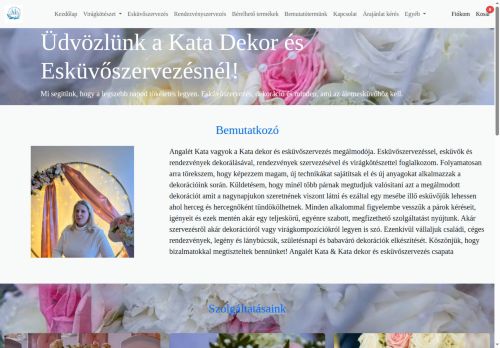 Kezdőlap Virágkötészet Esküvőszervezés Rendezvényszervezés Bérelhető termékek Bemutatótermünk Kapcsolat Árajánlat kérés Egyéb Fiókom Kosár 0
Üdvözlünk a Kata Dekor és
Esküvőszervezésnél!
Mi segítünk, hogy a legszebb napod tökéletes legyen. Esküvőszervezés, dekoráció és minden, ami az álomesküvőhöz kell.
Bemutatkozó
Angalét Kata vagyok a Kata dekor és esküvőszervezés megálmodója. Esküvőszervezéssel, esküvők és
rendezvények dekorálásával, rendezvények szervezésével és virágkötészettel foglalkozom. Folyamatosan
arra törekszem, hogy képezzem magam, új technikákat sajátítsak el és új anyagokat alkalmazzak a
dekorációim során. Küldetésem, hogy minél több párnak megtudjuk valósítani azt a megálmodott
dekorációt amit a nagynapjukon szeretnének viszont látni és ezáltal egy mesébe illő esküvőjük lehessen
ahol herceg és hercegnőként tündökölhetnek. Minden alkalommal figyelembe vesszük a párok kéréseit,
igényeit és ezek mentén akár egy teljeskörű, egyénre szabott, megfizethető szolgáltatást nyújtunk. Akár
szervezésről akár dekorációról vagy virágkompozíciókról legyen is szó. Ezenkívül vállaljuk családi, céges
rendezvények, legény és lánybúcsúk, születésnapi és babaváró dekorációk elkészítését. Köszönjük, hogy
bizalmatokkal megtiszteltek bennünket! Angalét Kata & Kata dekor és esküvőszervezés csapata
Szolgáltatásaink